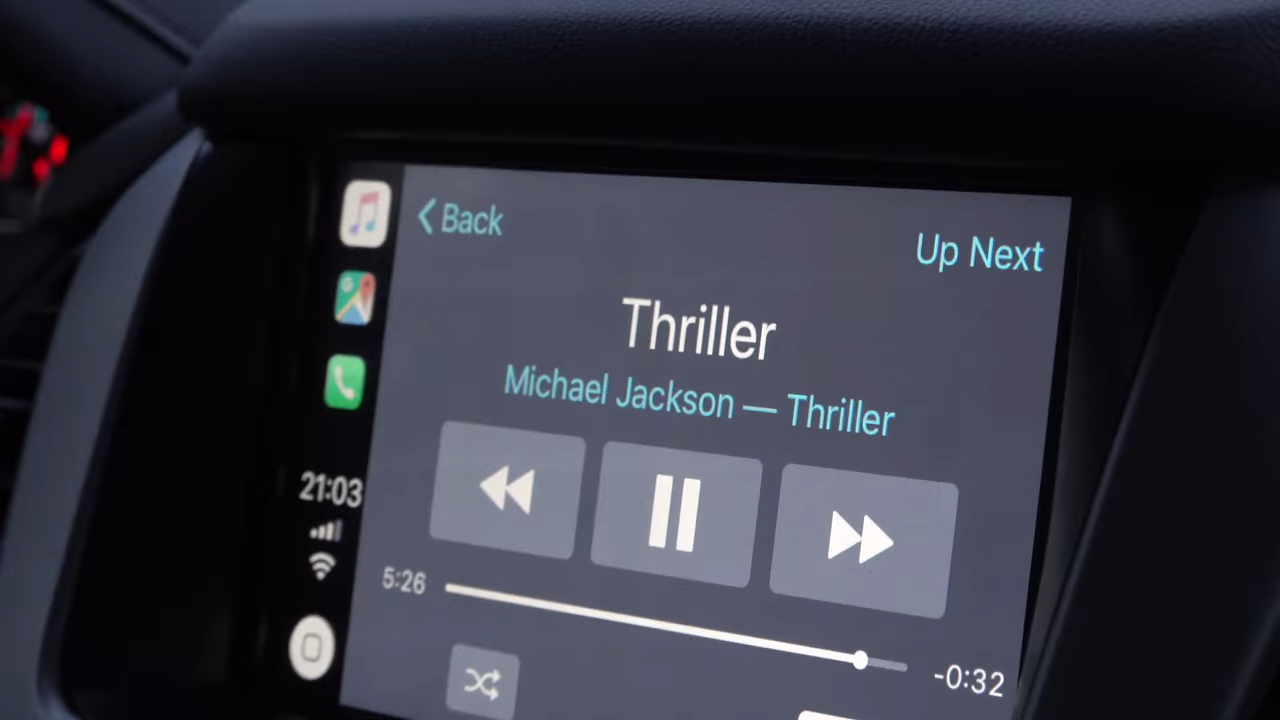 Back
Up Next
Thriller
Michael Jackson — Thriller
21:03
5:26
-0:32